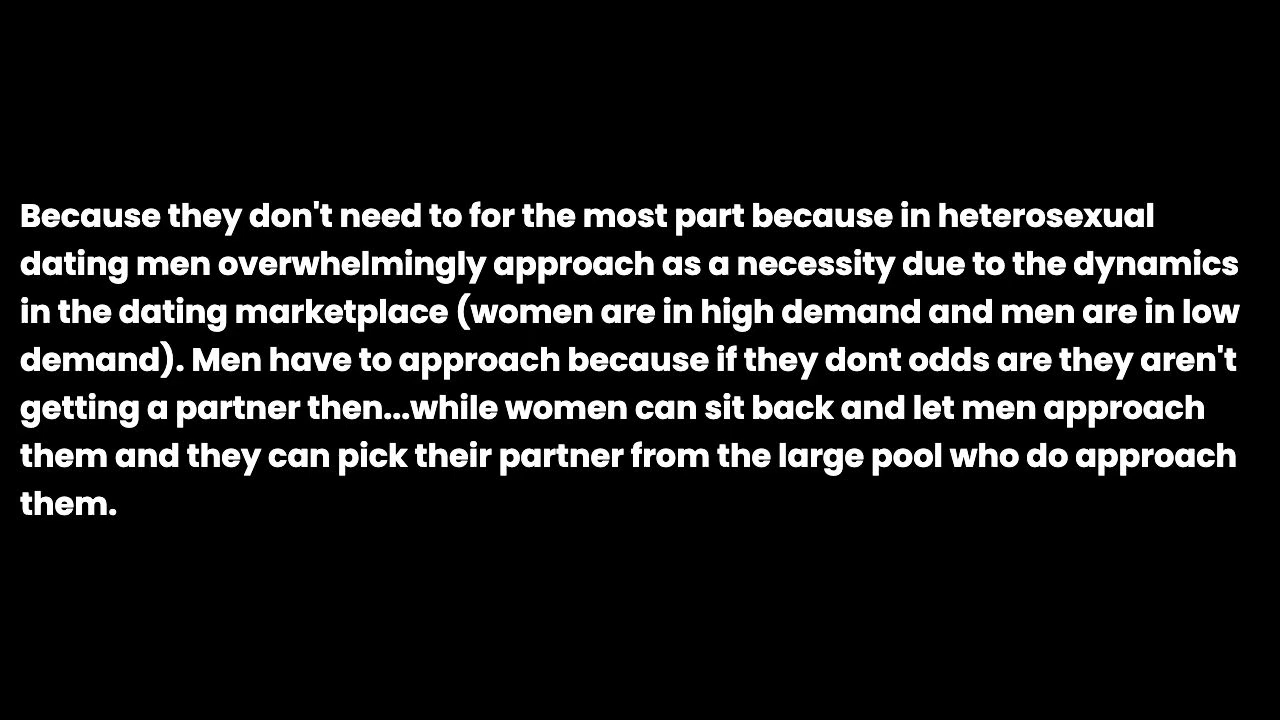 Because they don't need to for the most part because in heterosexual
dating men overwhelmingly approach as a necessity due to the dynamics
in the dating marketplace (women are in high demand and men are in low
demand). Men have to approach because if they dont odds are they aren't
getting a partner then...while women can sit back and let men approach
them and they can pick their partner from the large pool who do approach
them.